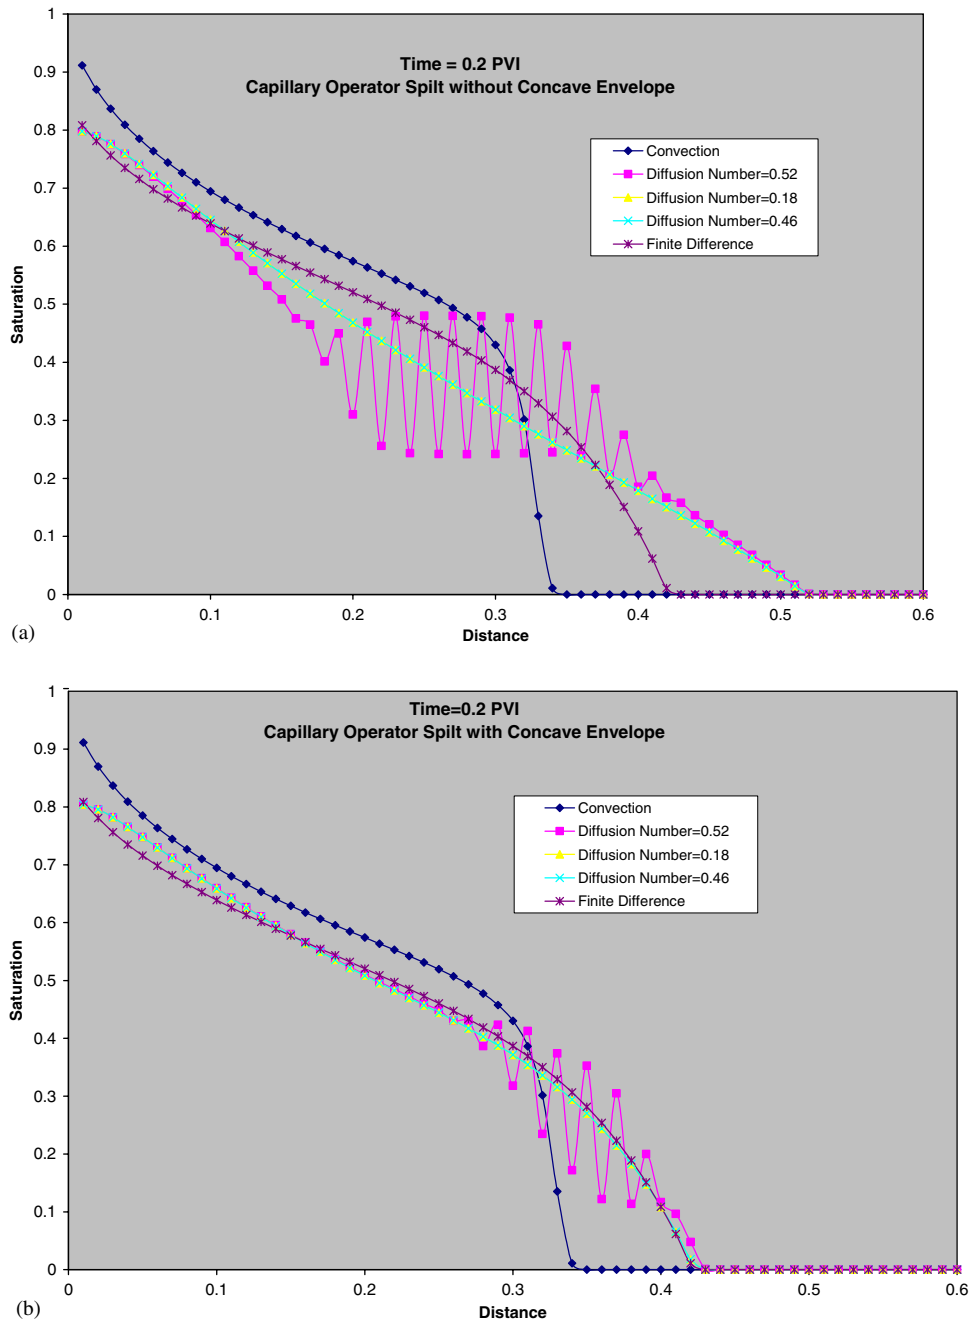 1
0.9
0.8
0.7
0.6
0.5
0.4
0.3
0.2
0.1
0
Saturation
Time = 0.2 PVI
Capillary Operator Spilt without Concave Envelope
Convection
Diffusion Number=0.52
Diffusion Number=0.18
Diffusion Number=0.46
Finite Difference
0 0.1 0.2 0.3 0.4 0.5 0.6
Distance
(a)
1
0.9
0.8
0.7
0.6
0.5
0.4
0.3
0.2
0.1
0
Saturation
Time=0.2 PVI
Capillary Operator Spilt with Concave Envelope
Convection
Diffusion Number=0.52
Diffusion Number=0.18
Diffusion Number=0.46
Finite Difference
0 0.1 0.2 0.3 0.4 0.5 0.6
Distance
(b)